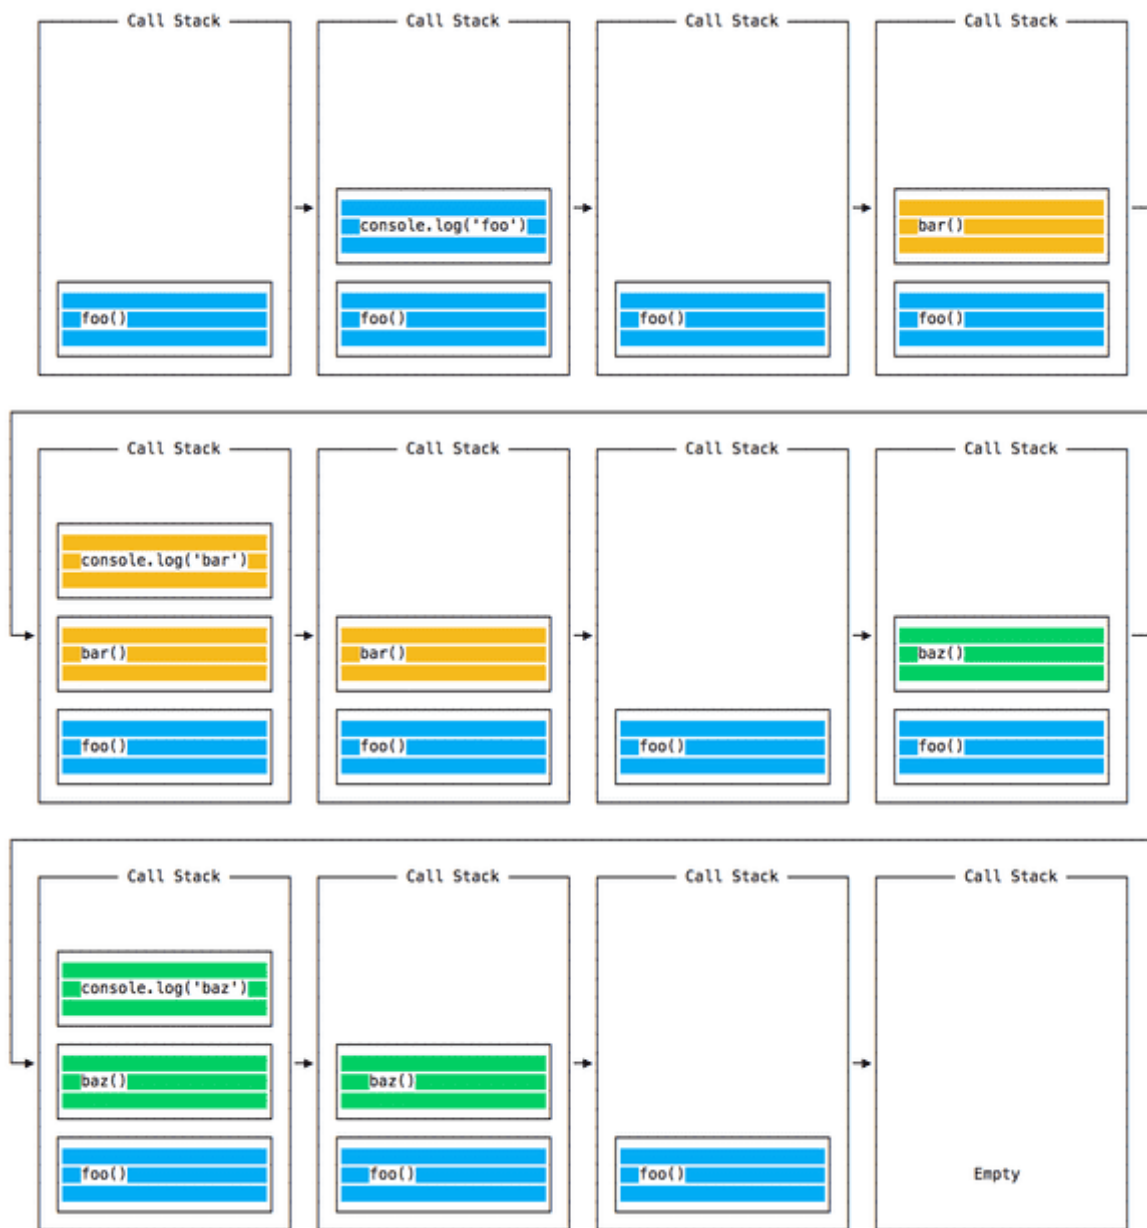 Call Stack
Call Stack
Call Stack
Call Stack
console.log('foo')
bar()
foo()
foo()
foo()
foo()
Call Stack
Call Stack
Call Stack
Call Stack
console.log('bar')
bar()
bar()
baz()
foo()
foo()
foo()
foo()
Call Stack
Call Stack
Call Stack
Call Stack
console.log('baz')
baz()
baz()
foo()
foo()
foo()
Empty